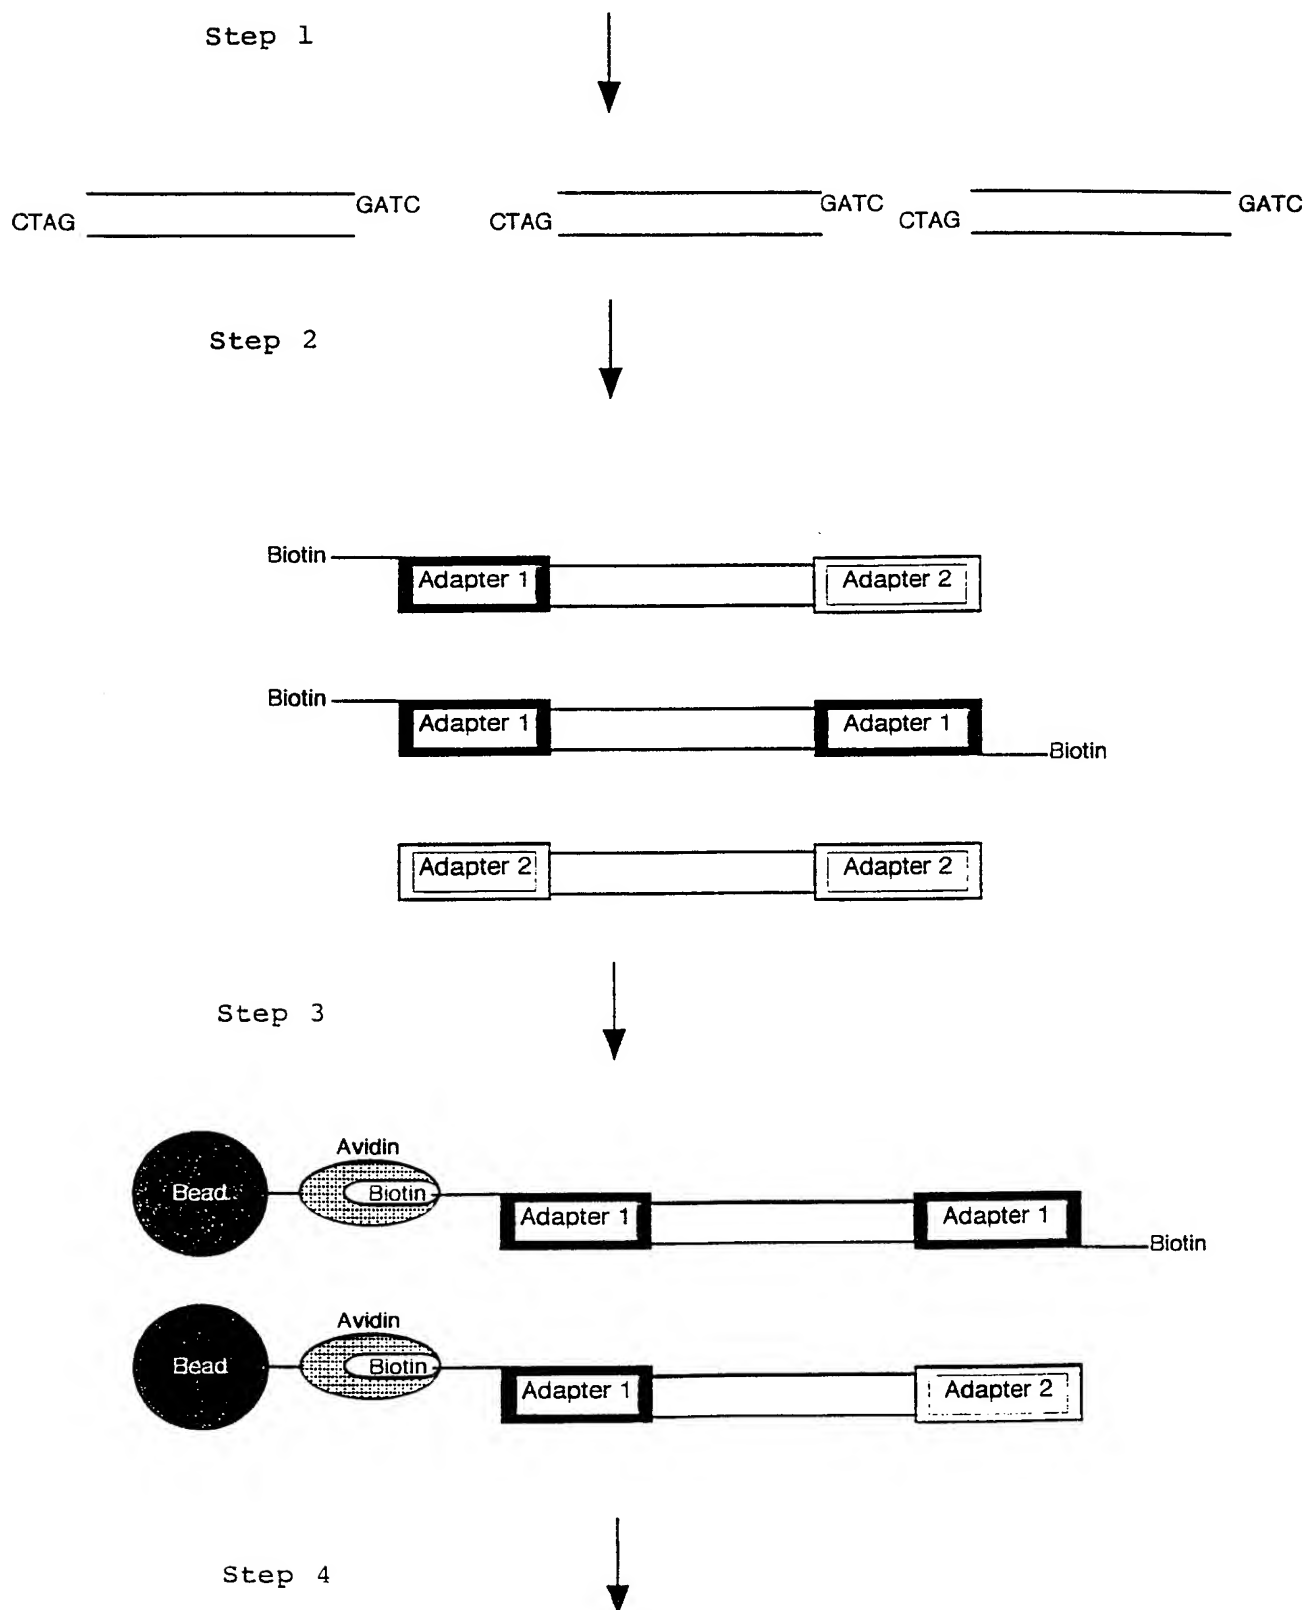 Step 1
CTAG GATC CTAG GATC CTAG GATC
Step 2
Biotin Adapter 1 Adapter 2
Biotin Adapter 1 Adapter 1 Biotin
Adapter 2 Adapter 2
Step 3
Avidin
Bead Biotin Adapter 1 Adapter 1 Biotin
Avidin
Bead Biotin Adapter 1 Adapter 2
Step 4